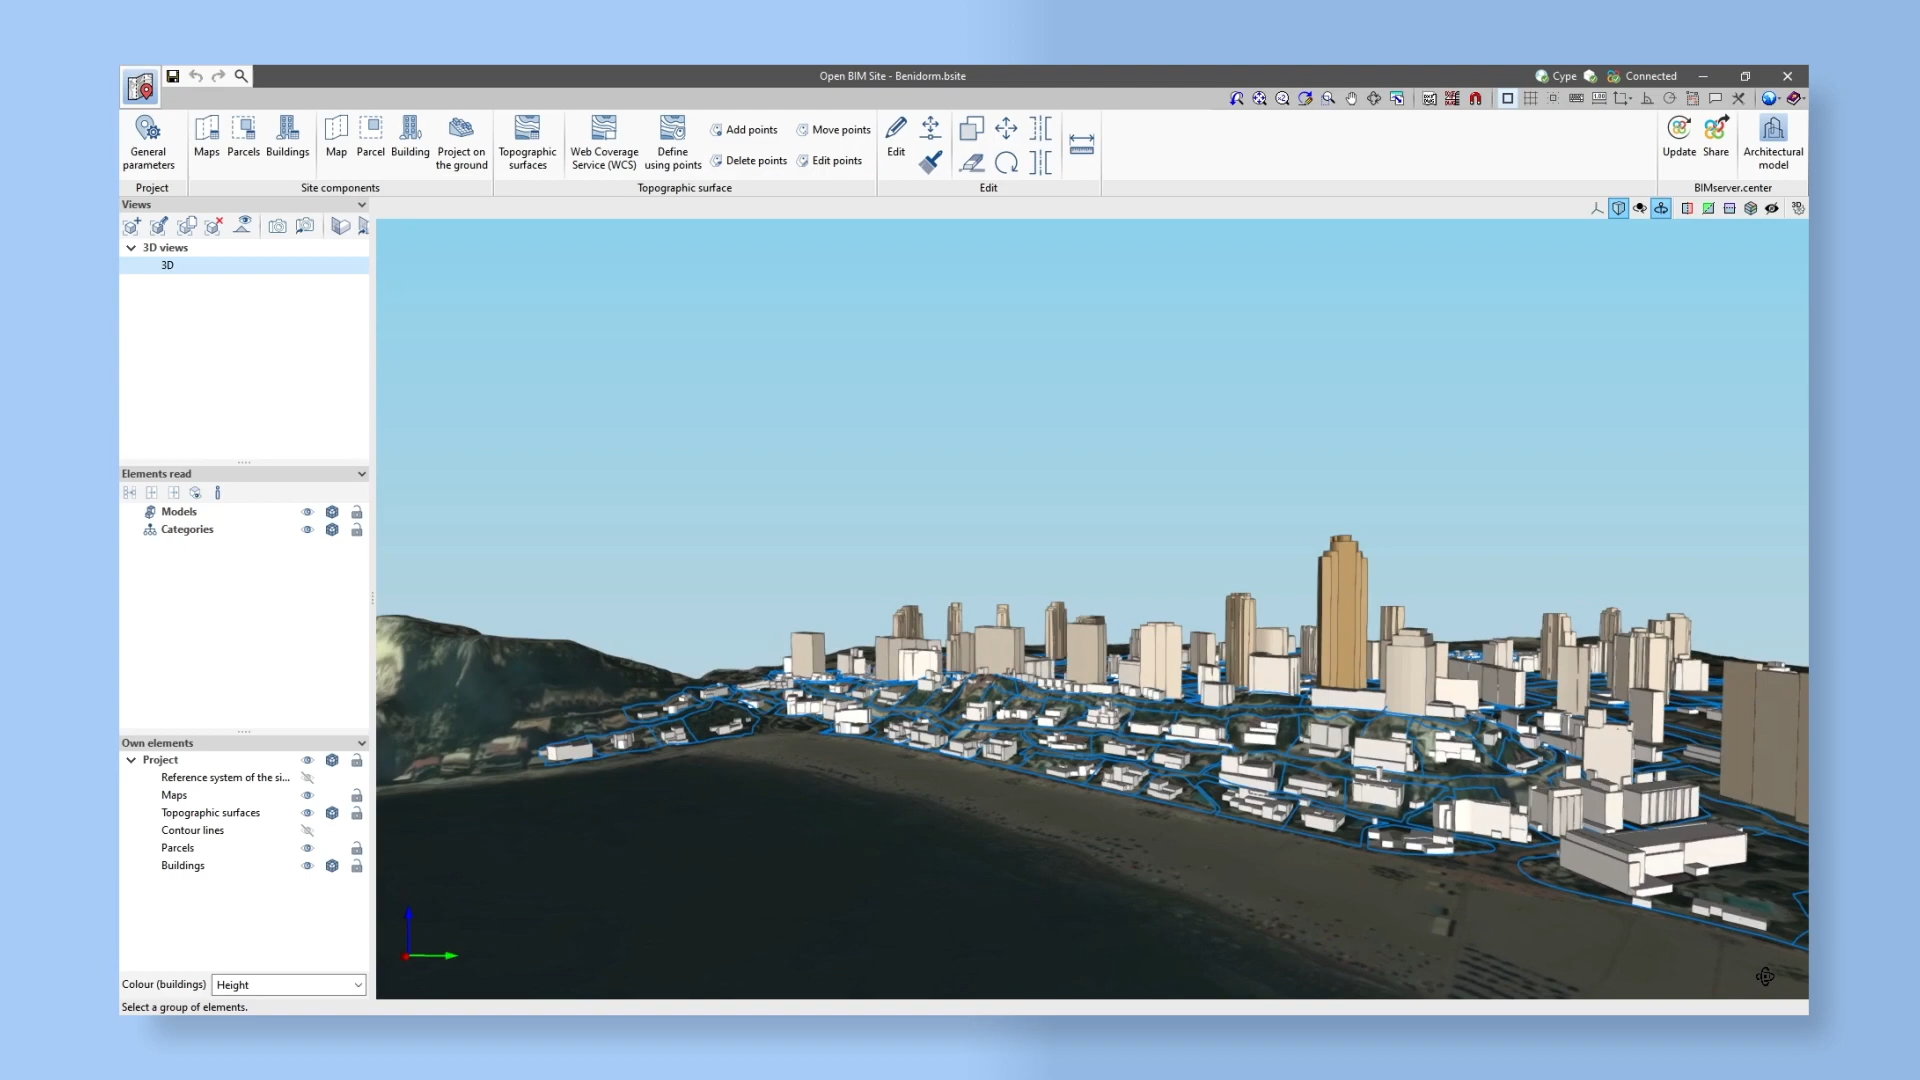 Open BIM Site - Benidorm.bsite
Cype
Connected
General parameters
Maps
Parcels
Buildings
Map
Parcel
Building
Project on the ground
Topographic surfaces
Web Coverage Service (WCS)
Define using points
Add points
Move points
Delete points
Edit points
Edit
Update
Share
Architectural model
Project
Site components
Topographic surface
Edit
BIMserver.center
Views
3D views
3D
Elements read
Models
Categories
Own elements
Project
Reference system of the si...
Maps
Topographic surfaces
Contour lines
Parcels
Buildings
Colour (buildings)
Height
Select a group of elements.